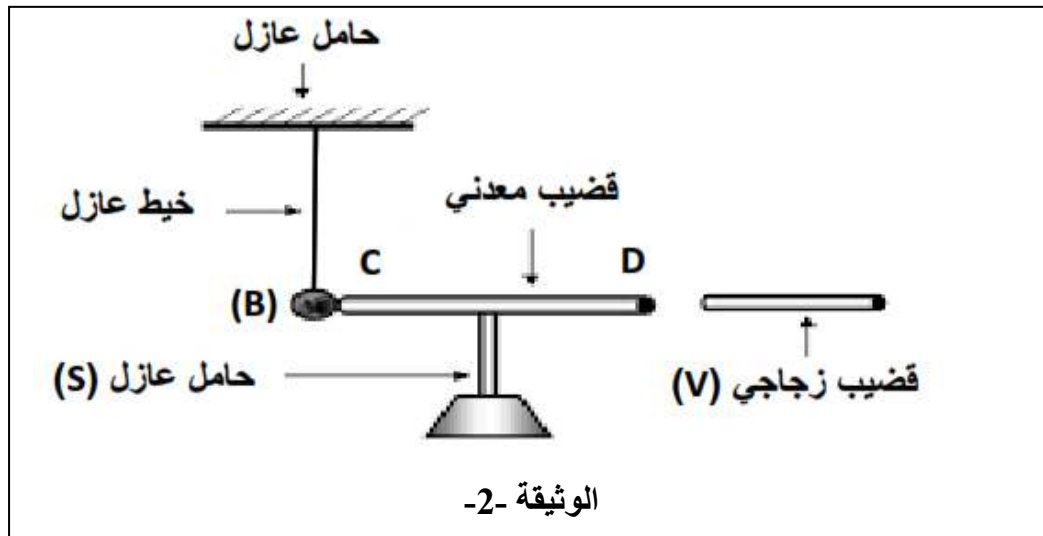 حامل عازل
قضيب معدني
خيط عازل
C
D
(B)
حامل عازل (S)
قضيب زجاجي (V)
الوثيقة -2-